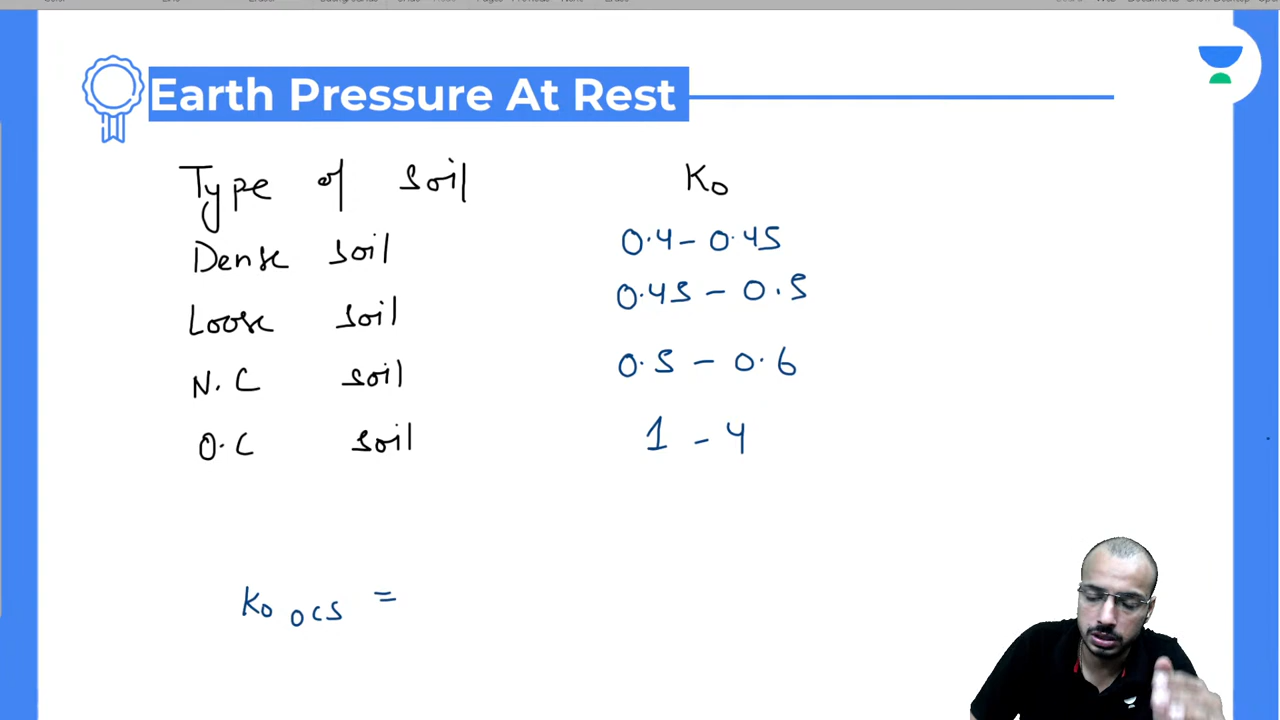 Earth Pressure At Rest
Type of soil K0
Dense soil 0.4 - 0.45
Loose soil 0.45 - 0.5
N.C soil 0.5 - 0.6
O.C soil 1 - 4
K0 OCS =